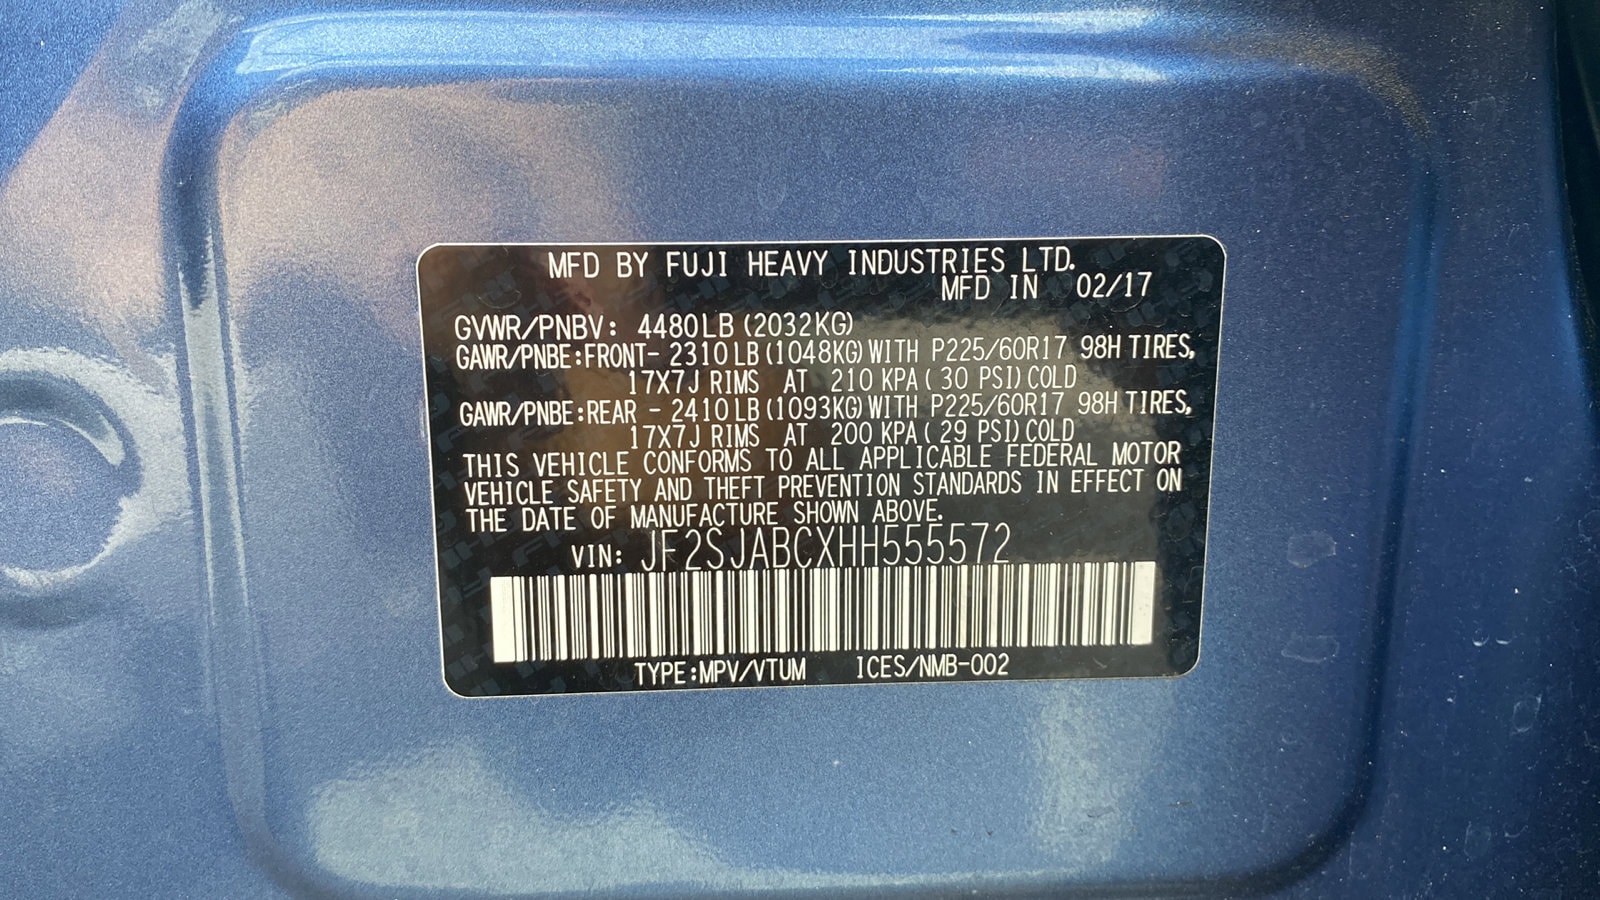 MFD BY FUJI HEAVY INDUSTRIES LTD.
MFD IN 02/17
GVWR/PNBV: 4480LB (2032KG)
GAWR/PNBE:FRONT- 2310LB (1048KG) WITH P225/60R17 98H TIRES,
17X7J RIMS AT 210 KPA ( 30 PSI) COLD
GAWR/PNBE:REAR - 2410LB (1093KG) WITH P225/60R17 98H TIRES,
17X7J RIMS AT 200 KPA ( 29 PSI) COLD
THIS VEHICLE CONFORMS TO ALL APPLICABLE FEDERAL MOTOR
VEHICLE SAFETY AND THEFT PREVENTION STANDARDS IN EFFECT ON
THE DATE OF MANUFACTURE SHOWN ABOVE.
VIN: JF2SJABCXHH555572
TYPE:MPV/VTUM ICES/NMB-002